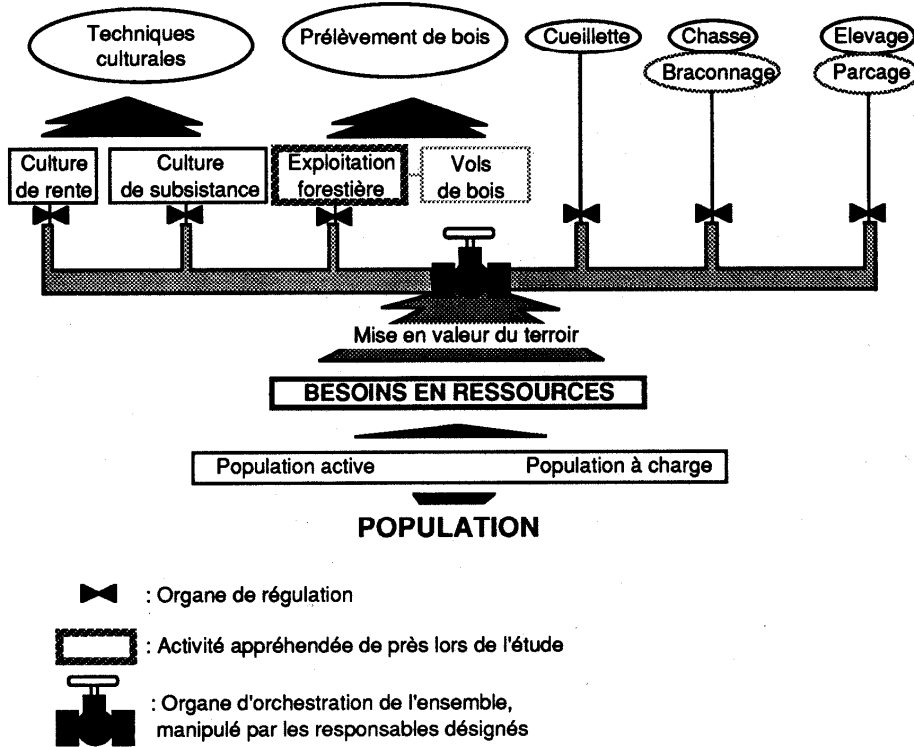 Techniques
culturales
Prélèvement de bois
Cueillette
Chasse
Braconnage
Elevage
Parcage
Culture
de rente
Culture
de subsistance
Exploitation
forestière
Vols
de bois
Mise en valeur du terroir
BESOINS EN RESSOURCES
Population active
Population à charge
POPULATION
: Organe de régulation
: Activité appréhendée de près lors de l'étude
: Organe d'orchestration de l'ensemble,
manipulé par les responsables désignés